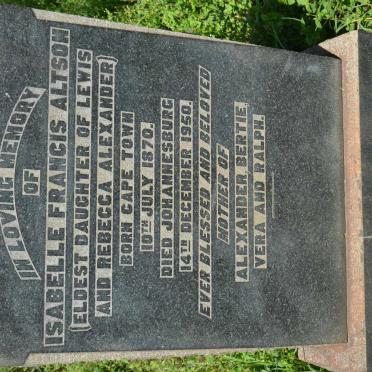 IN LOVING MEMORY
OF
ISABELLE FRANCIS ALTSON
(ELDEST DAUGHTER OF LEWIS
AND REBECCA ALEXANDER)
BORN CAPE TOWN
10TH JULY 1870.
DIED JOHANNESBURG
14TH DECEMBER 1950.
EVER BLESSED AND BELOVED
MOTHER OF
ALEXANDER, BERTIE,
VERA AND RALPH.